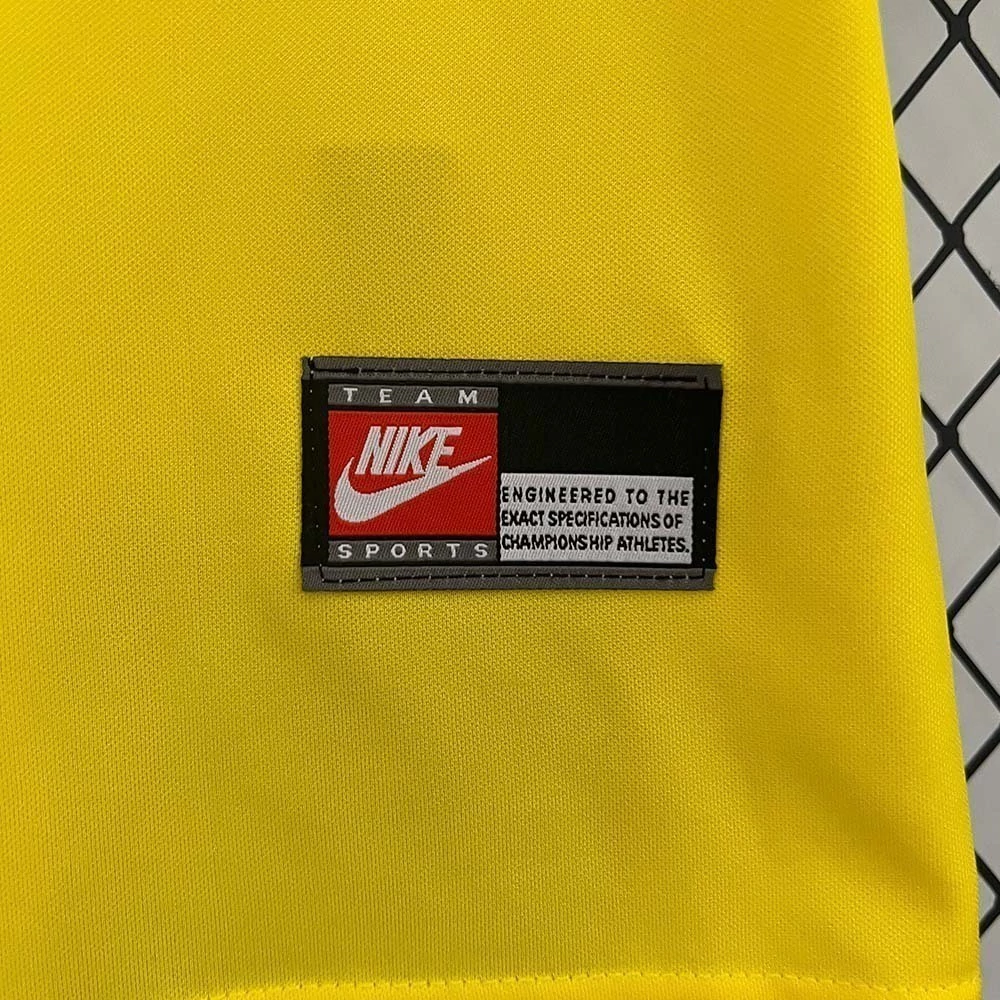 TEAM
NIKE
SPORTS
ENGINEERED TO THE
EXACT SPECIFICATIONS OF
CHAMPIONSHIP ATHLETES.